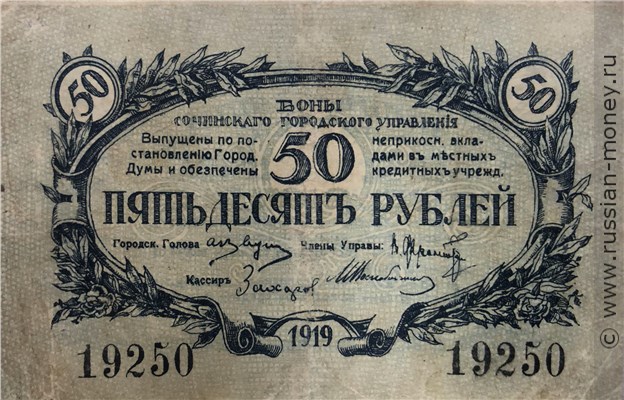 50
50
БОНЫ
СОЧИНСКАГО ГОРОДСКОГО УПРАВЛЕНІЯ
Выпущены по по-
становленію Город.
Думы и обезпечены
50
неприкосн. вкла-
дами въ мѣстныхъ
кредитныхъ учрежд.
ПЯТЬДЕСЯТЪ РУБЛЕЙ
Городск. Голова
Члены Управы:
Кассиръ
Захаров
1919
19250
19250
© www.russian-money.ru